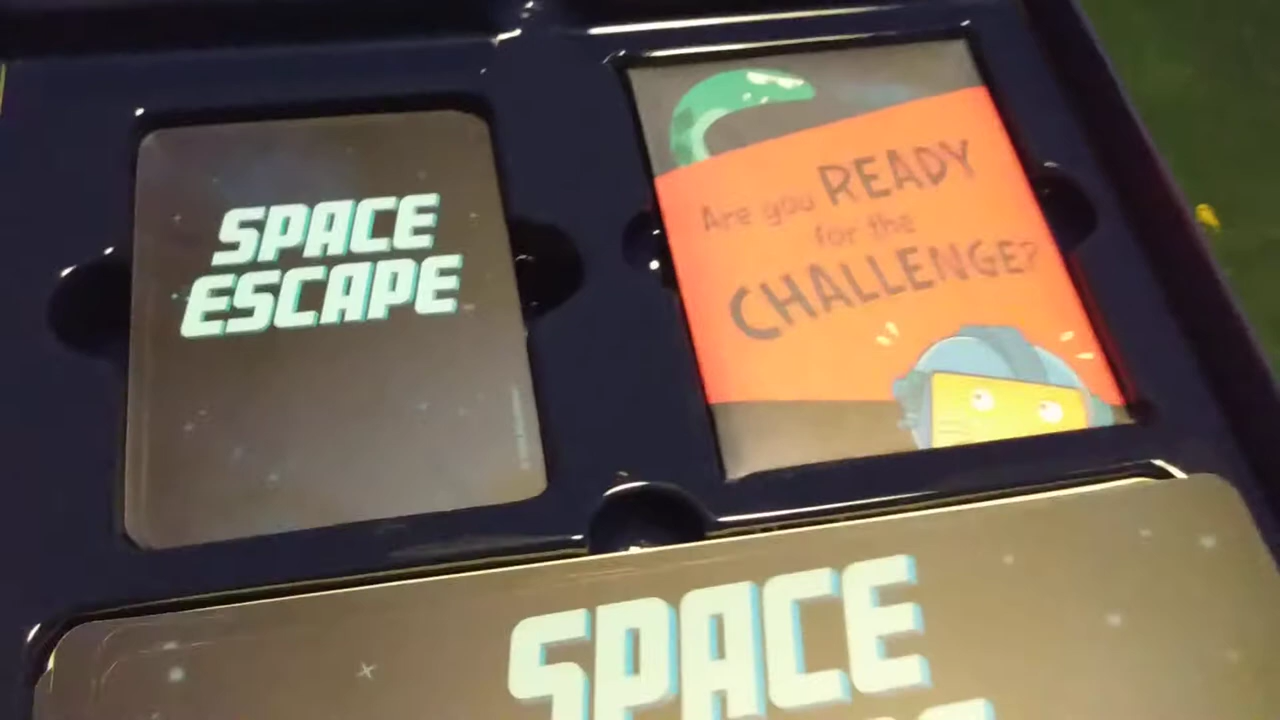 SPACE
ESCAPE
Are you READY
for the
CHALLENGE?
SPACE